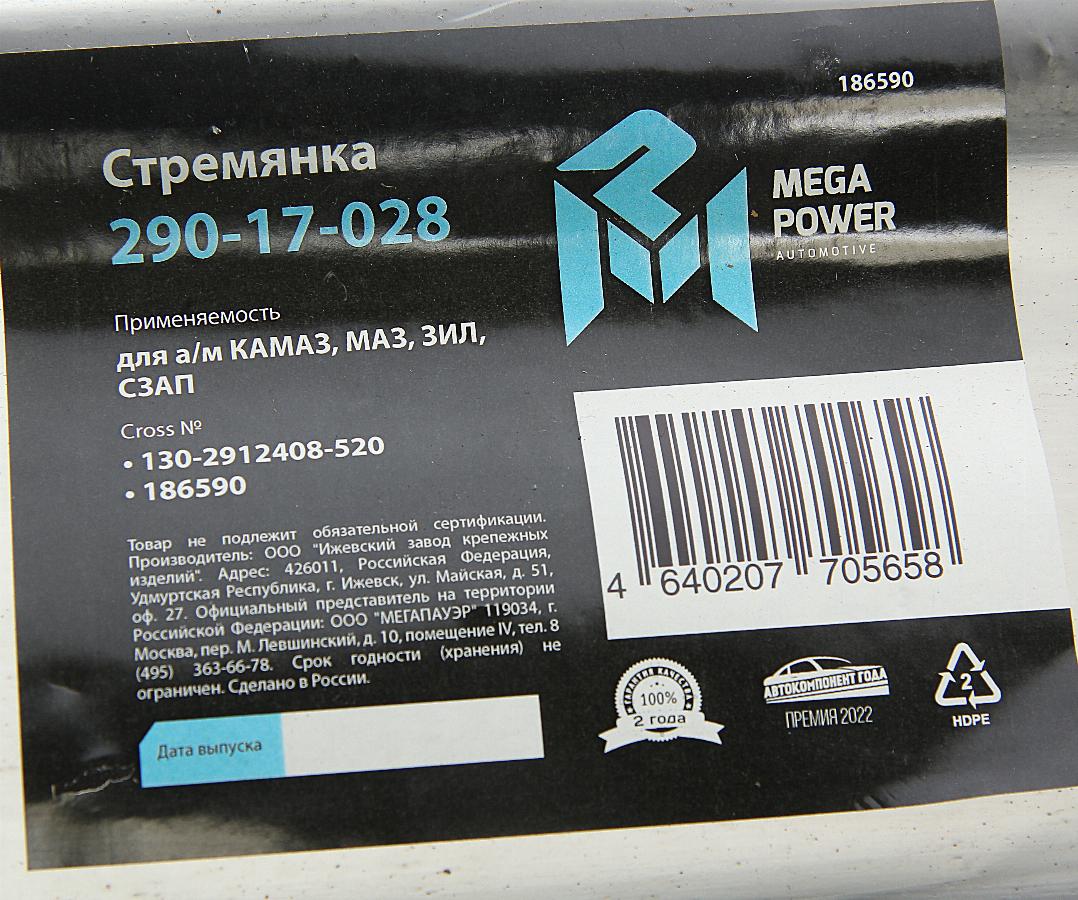 186590
Стремянка
290-17-028
MEGA
POWER
AUTOMOTIVE
Применяемость
для а/м КАМАЗ, МАЗ, ЗИЛ,
СЗАП
Cross №
• 130-2912408-520
• 186590
Товар не подлежит обязательной сертификации.
Производитель: ООО "Ижевский завод крепежных
изделий". Адрес: 426011, Российская Федерация,
Удмуртская Республика, г. Ижевск, ул. Майская, д. 51,
оф. 27. Официальный представитель на территории
Российской Федерации: ООО "МЕГАПАУЭР" 119034, г.
Москва, пер. М. Левшинский, д. 10, помещение IV, тел. 8
(495) 363-66-78. Срок годности (хранения) не
ограничен. Сделано в России.
Дата выпуска
4 640207 705658
ГАРАНТИЯ КАЧЕСТВА
100%
2 года
АВТОКОМПОНЕНТ ГОДА
ПРЕМИЯ 2022
2
HDPE